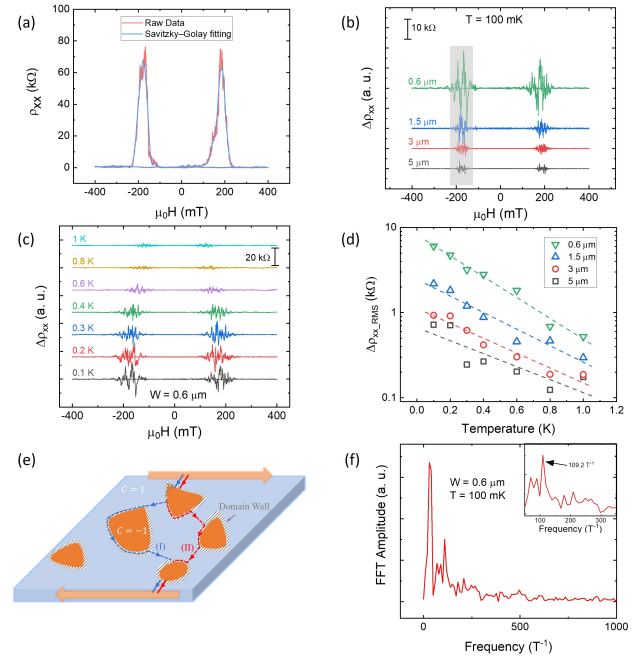 (a)
Raw Data
Savitzky–Golay fitting
ρxx (kΩ)
100
80
60
40
20
0
-400
-200
0
200
400
μ0H (mT)
(b)
10 kΩ
T = 100 mK
Δρxx (a. u.)
0.6 μm
1.5 μm
3 μm
5 μm
-400
-200
0
200
400
μ0H (mT)
(c)
Δρxx (a. u.)
1 K
0.8 K
0.6 K
0.4 K
0.3 K
0.2 K
0.1 K
20 kΩ
W = 0.6 μm
-400
-200
0
200
400
μ0H (mT)
(d)
Δρxx_RMS (kΩ)
10
1
0.1
0.6 μm
1.5 μm
3 μm
5 μm
0.0
0.2
0.4
0.6
0.8
1.0
Temperature (K)
(e)
C = 1
C = −1
Domain Wall
(I)
(II)
(f)
FFT Amplitude (a. u.)
W = 0.6 μm
T = 100 mK
109.2 T⁻¹
100
200
300
Frequency (T⁻¹)
0
500
1000
Frequency (T⁻¹)